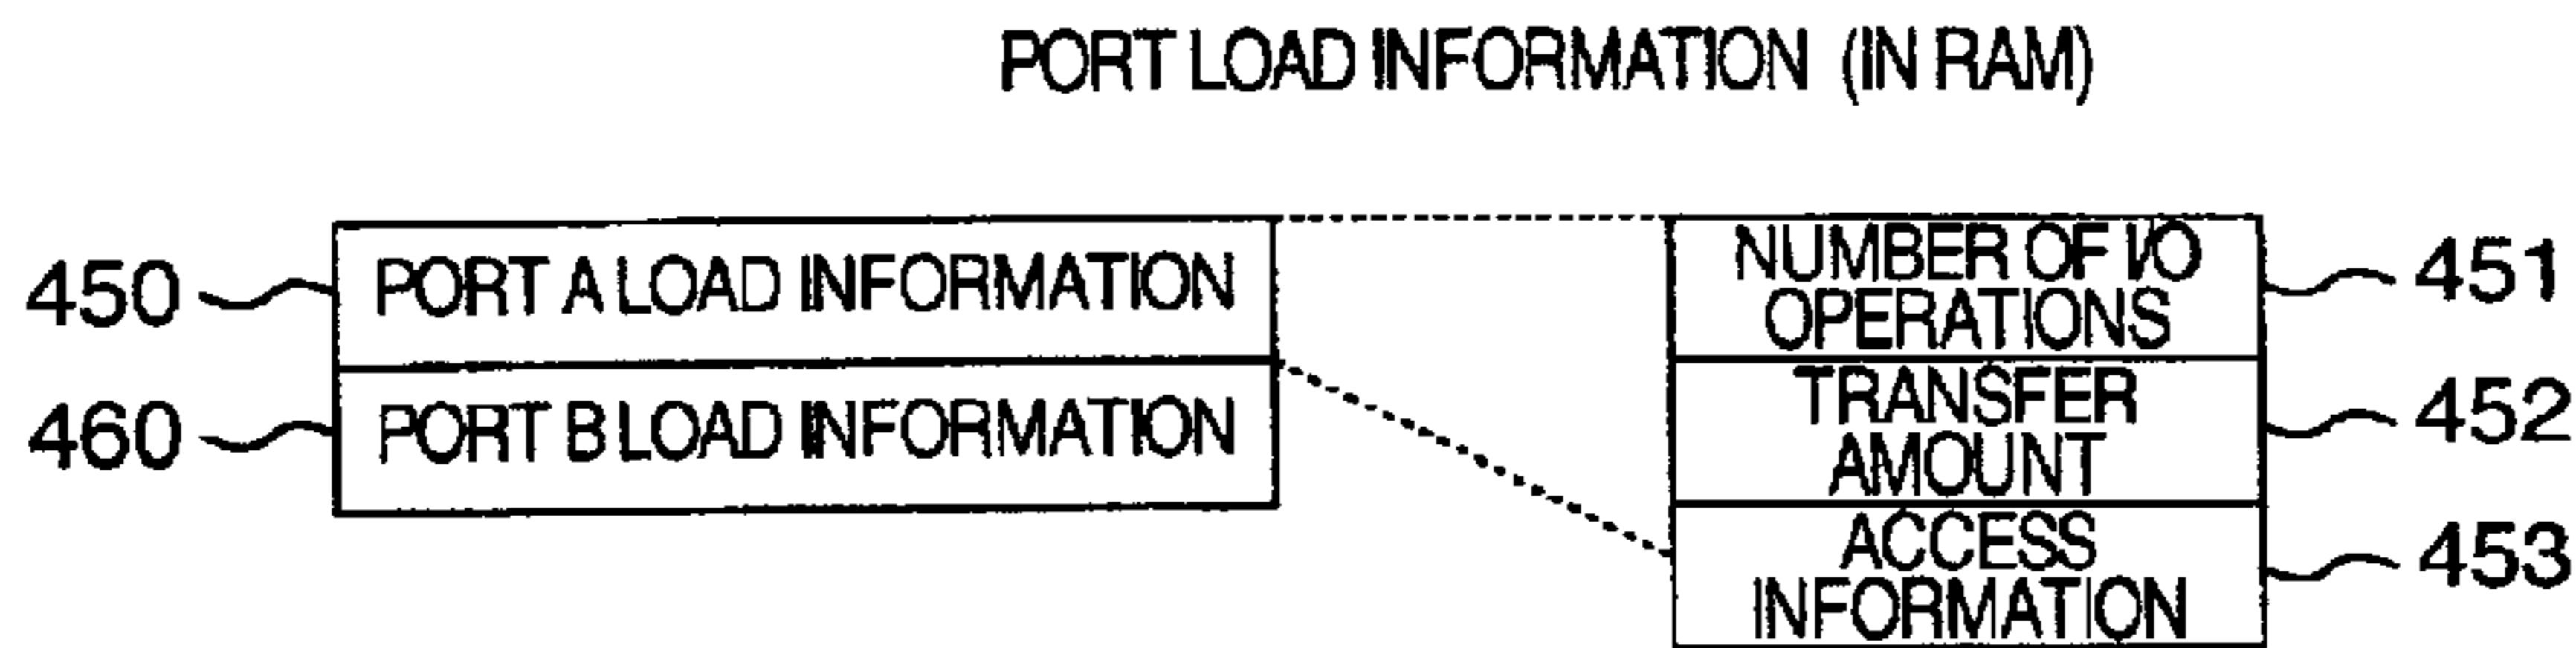 PORT LOAD INFORMATION (IN RAM)
450
PORT A LOAD INFORMATION
460
PORT B LOAD INFORMATION
NUMBER OF I/O
OPERATIONS
451
TRANSFER
AMOUNT
452
ACCESS
INFORMATION
453